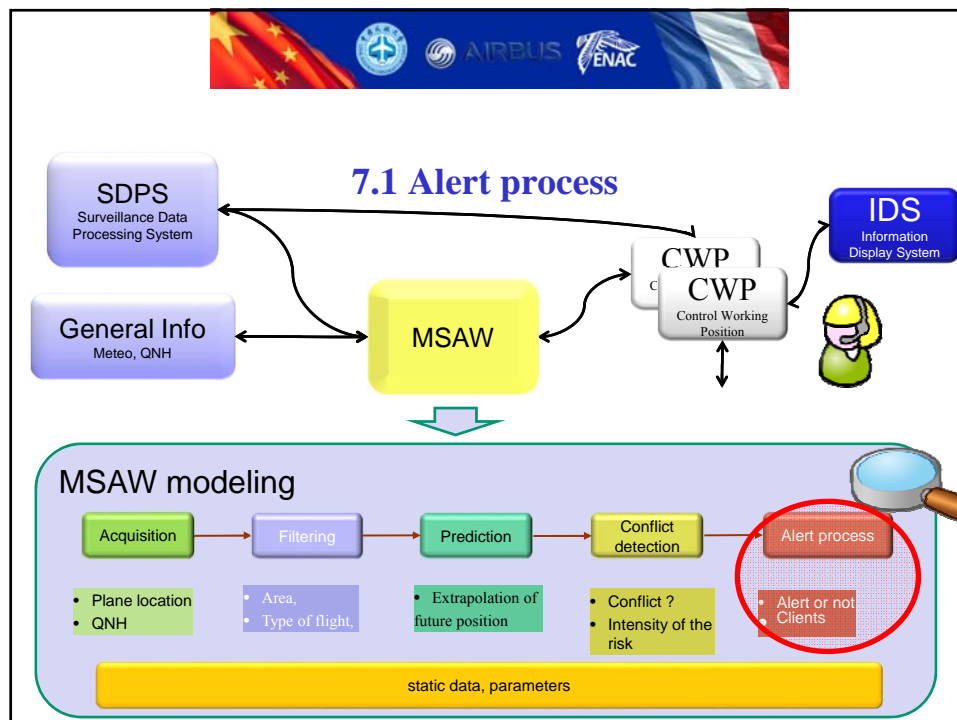 AIRBUS
ENAC
7.1 Alert process
SDPS
Surveillance Data
Processing System
General Info
Meteo, QNH
MSAW
CWP
C
CWP
Control Working
Position
IDS
Information
Display System
MSAW modeling
Acquisition
Filtering
Prediction
Conflict
detection
Alert process
• Plane location
• QNH
• Area,
• Type of flight,
• Extrapolation of
future position
• Conflict ?
• Intensity of the
risk
• Alert or not
• Clients
static data, parameters